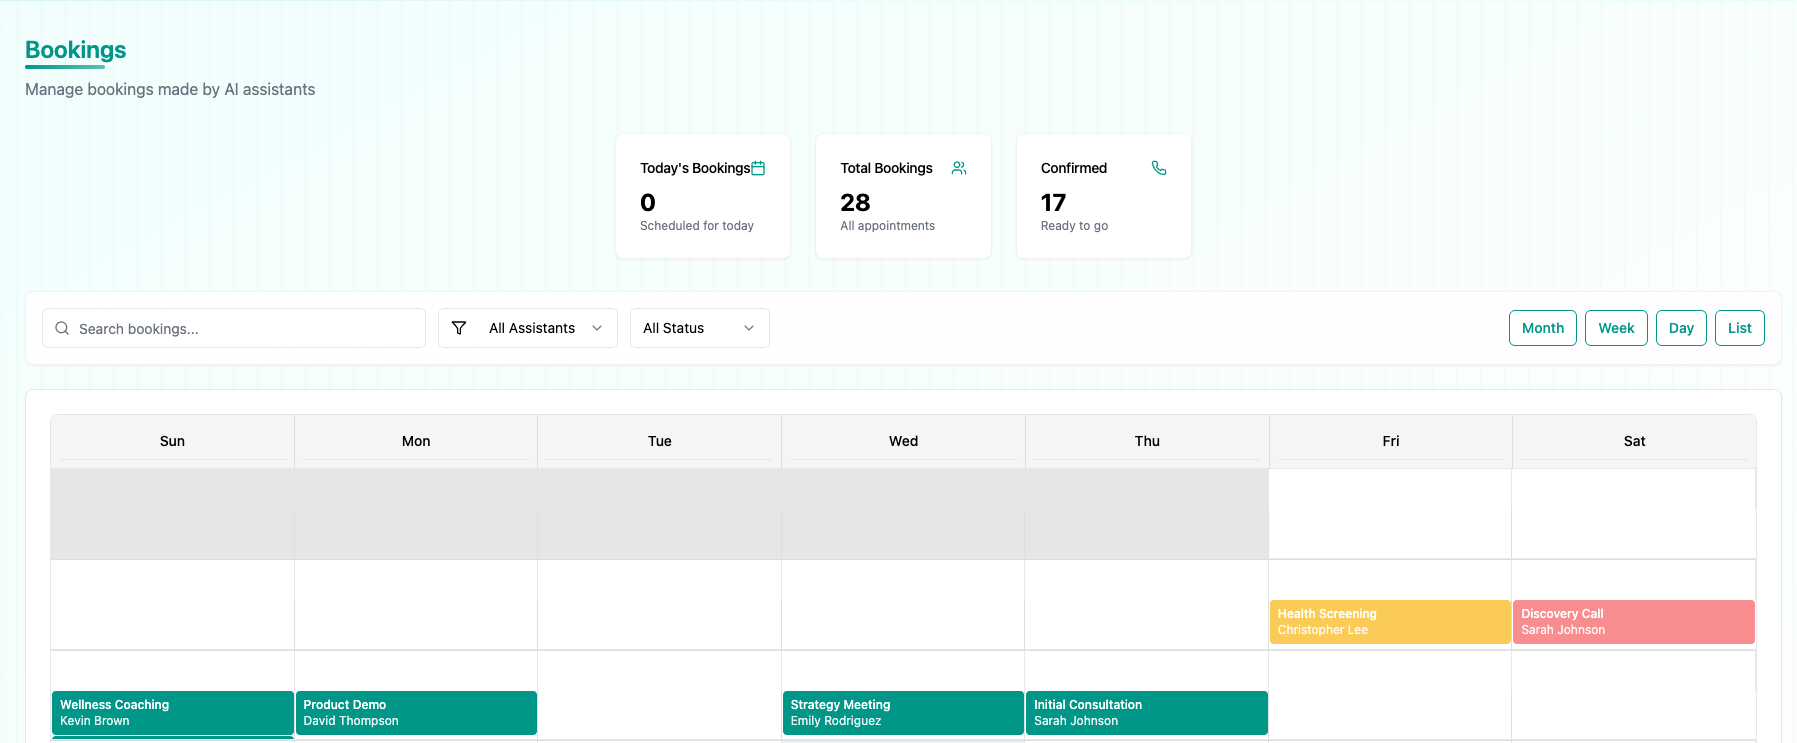 Bookings
Manage bookings made by AI assistants
Today's Bookings
0
Scheduled for today
Total Bookings
28
All appointments
Confirmed
17
Ready to go
Search bookings...
All Assistants
All Status
Month
Week
Day
List
Sun
Mon
Tue
Wed
Thu
Fri
Sat
Health Screening
Christopher Lee
Discovery Call
Sarah Johnson
Wellness Coaching
Kevin Brown
Product Demo
David Thompson
Strategy Meeting
Emily Rodriguez
Initial Consultation
Sarah Johnson